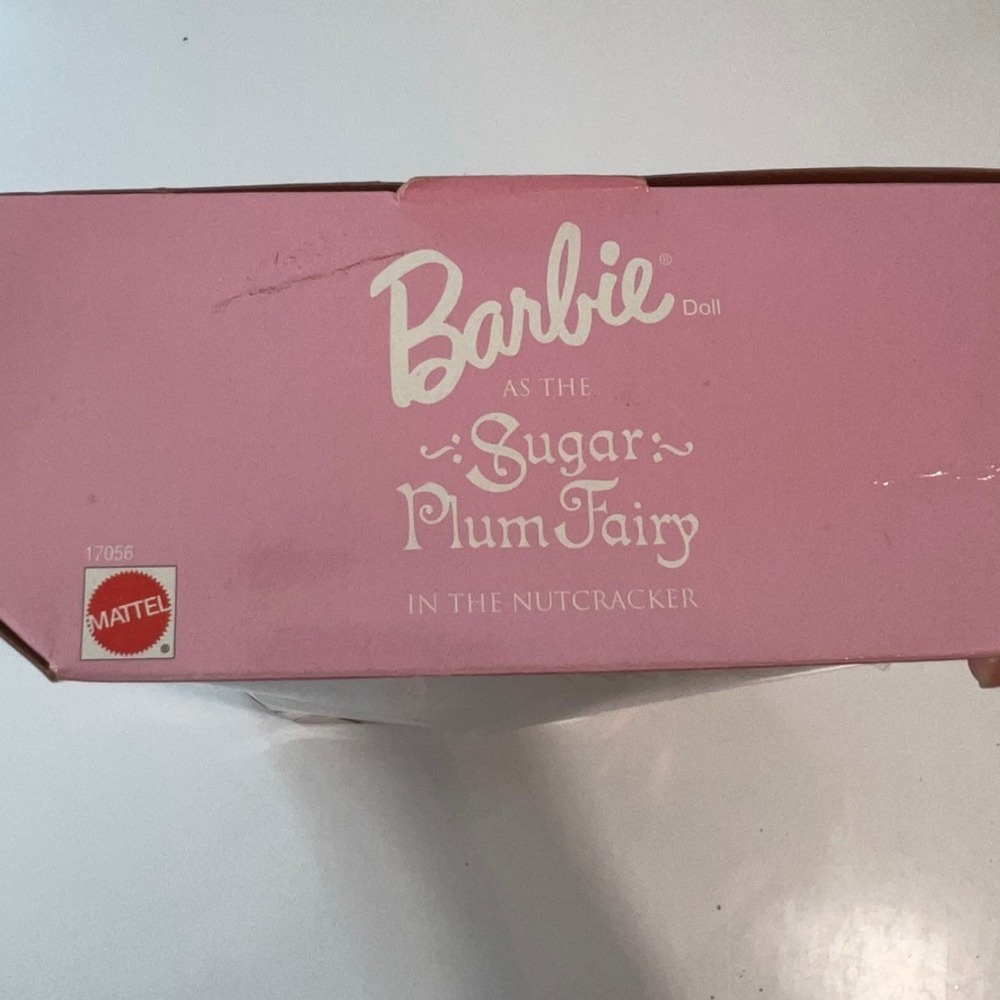 Barbie® Doll
AS THE
Sugar
Plum Fairy
IN THE NUTCRACKER
17056
MATTEL®